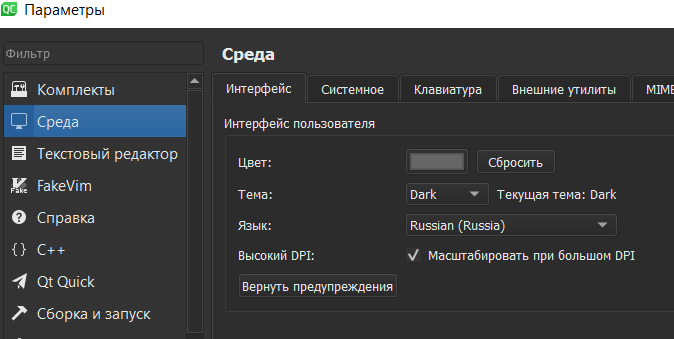 QC Параметры
Фильтр
Комплекты
Среда
Текстовый редактор
Fake FakeVim
Справка
{} C++
Qt Quick
Сборка и запуск
Среда
Интерфейс Системное Клавиатура Внешние утилиты MIME
Интерфейс пользователя
Цвет: Сбросить
Тема: Dark Текущая тема: Dark
Язык: Russian (Russia)
Высокий DPI: Масштабировать при большом DPI
Вернуть предупреждения